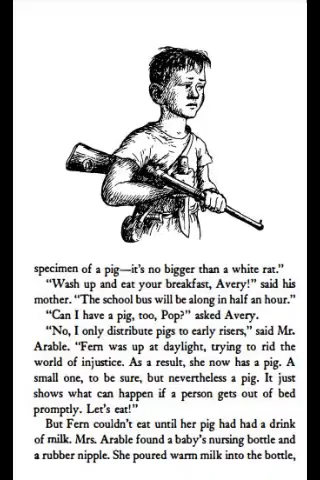 specimen of a pig—it's no bigger than a white rat."
"Wash up and eat your breakfast, Avery!" said his
mother. "The school bus will be along in half an hour."
"Can I have a pig, too, Pop?" asked Avery.
"No, I only distribute pigs to early risers," said Mr.
Arable. "Fern was up at daylight, trying to rid the
world of injustice. As a result, she now has a pig. A
small one, to be sure, but nevertheless a pig. It just
shows what can happen if a person gets out of bed
promptly. Let's eat!"
But Fern couldn't eat until her pig had had a drink
of milk. Mrs. Arable found a baby's nursing bottle and
a rubber nipple. She poured warm milk into the bottle,